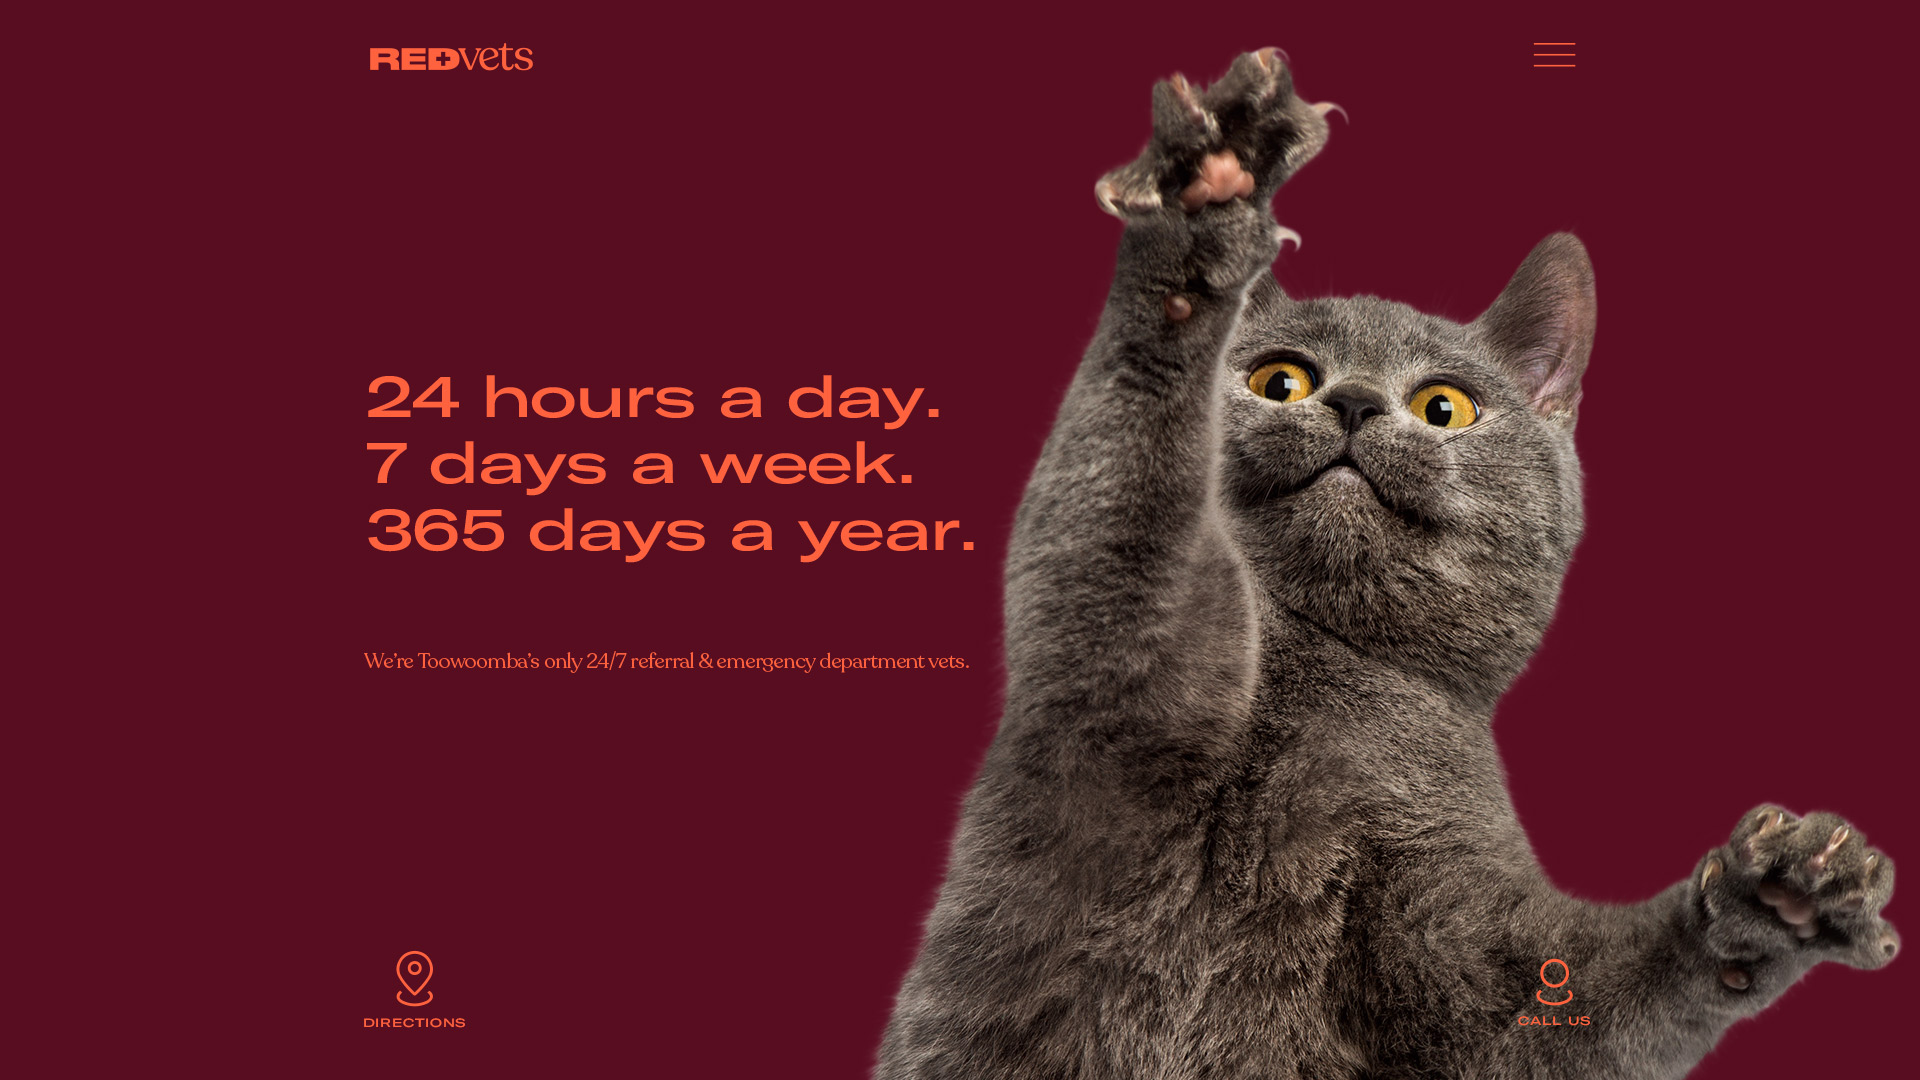 REDvets
24 hours a day.
7 days a week.
365 days a year.
We’re Toowoomba’s only 24/7 referral & emergency department vets.
DIRECTIONS
CALL US